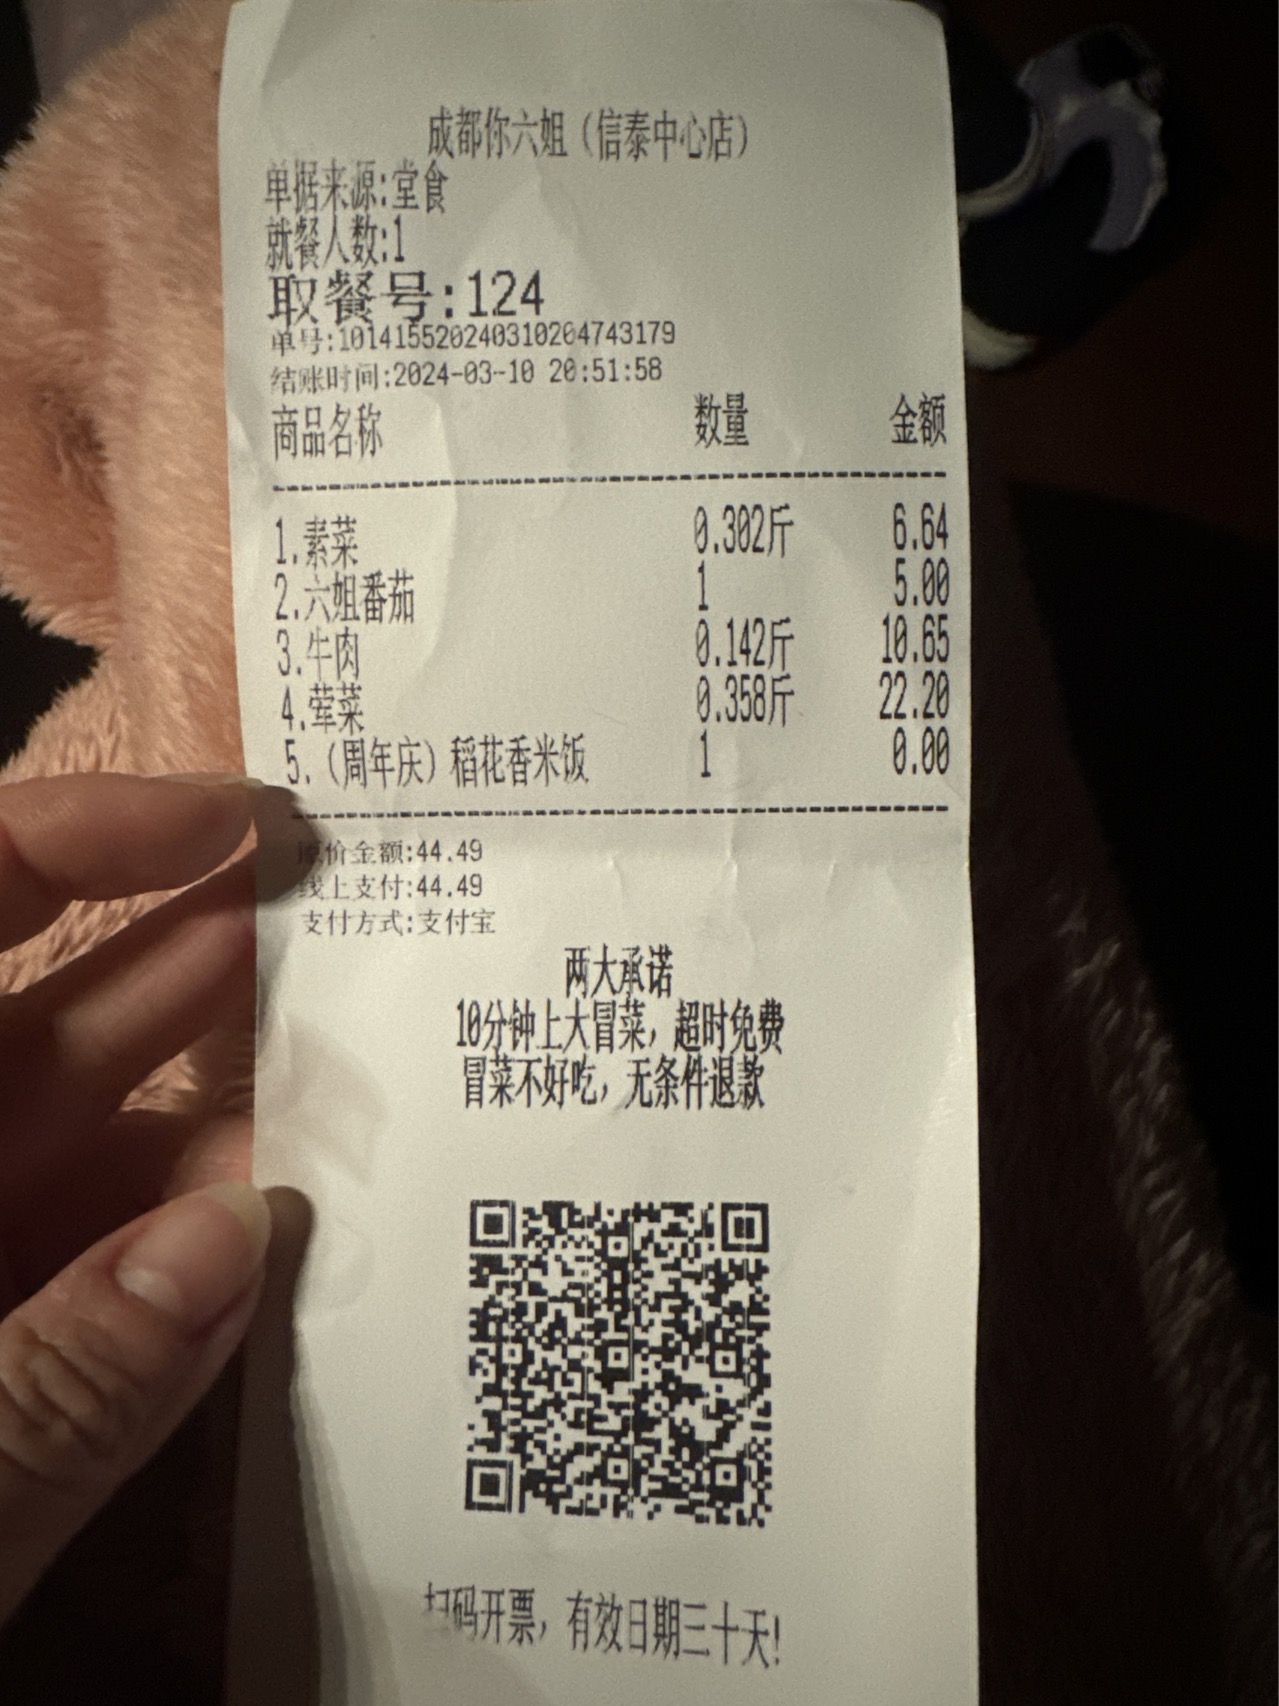 成都你六姐（信泰中心店）
单据来源:堂食
就餐人数:1
取餐号:124
单号:101415520240310204743179
结账时间:2024-03-10 20:51:58
商品名称 数量 金额
1.素菜 0.302斤 6.64
2.六姐番茄 1 5.00
3.牛肉 0.142斤 10.65
4.荤菜 0.358斤 22.20
5.（周年庆）稻花香米饭 1 0.00
原价金额:44.49
线上支付:44.49
支付方式:支付宝
两大承诺
10分钟上大冒菜，超时免费
冒菜不好吃，无条件退款
扫码开票，有效日期三十天!